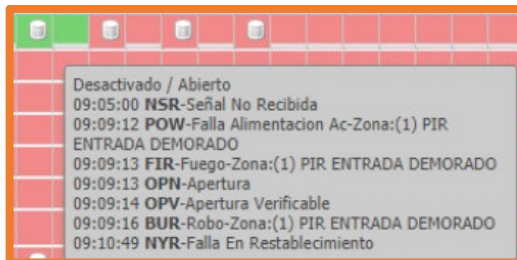 Desactivado / Abierto
09:05:00 NSR-Señal No Recibida
09:09:12 POW-Falla Alimentacion Ac-Zona:(1) PIR
ENTRADA DEMORADO
09:09:13 FIR-Fuego-Zona:(1) PIR ENTRADA DEMORADO
09:09:13 OPN-Apertura
09:09:14 OPV-Apertura Verificable
09:09:16 BUR-Robo-Zona:(1) PIR ENTRADA DEMORADO
09:10:49 NYR-Falla En Restablecimiento